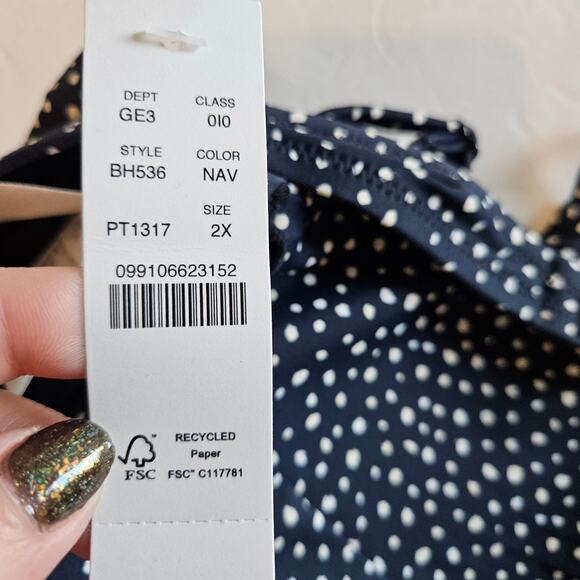 DEPT CLASS
GE3 010
STYLE COLOR
BH536 NAV
SIZE
PT1317 2X
099106623152
RECYCLED
Paper
FSC FSC™ C117781